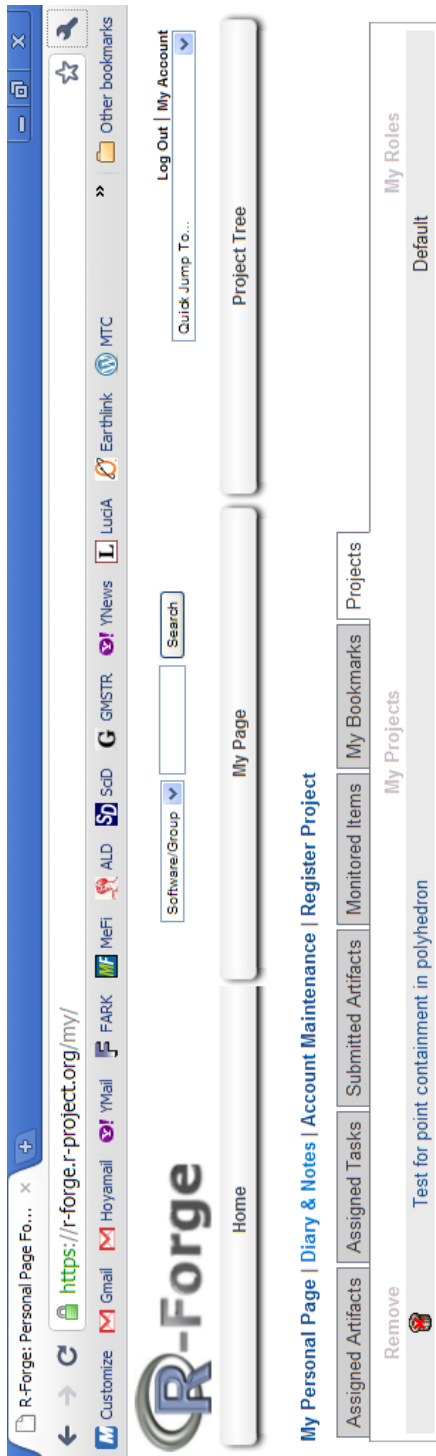 R-Forge: Personal Page Fo...
https://r-forge.r-project.org/my/
Customize Gmail Hoyamail YMail FARK MeFi ALD SciD GMSTR YNews LuciA Earthlink MTC » Other bookmarks
Log Out | My Account
R-Forge Software/Group Search Quick Jump To...
Home My Page Project Tree
My Personal Page | Diary & Notes | Account Maintenance | Register Project
Assigned Artifacts Assigned Tasks Submitted Artifacts Monitored Items My Bookmarks Projects
Remove My Projects My Roles
Test for point containment in polyhedron Default